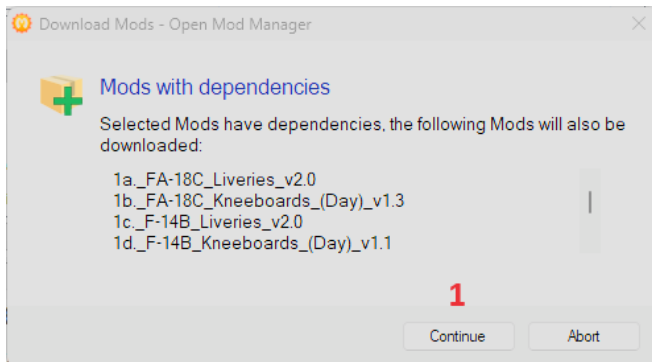 Download Mods - Open Mod Manager
Mods with dependencies
Selected Mods have dependencies, the following Mods will also be
downloaded:
1a._FA-18C_Liveries_v2.0
1b._FA-18C_Kneeboards_(Day)_v1.3
1c._F-14B_Liveries_v2.0
1d._F-14B_Kneeboards_(Day)_v1.1
1
Continue Abort